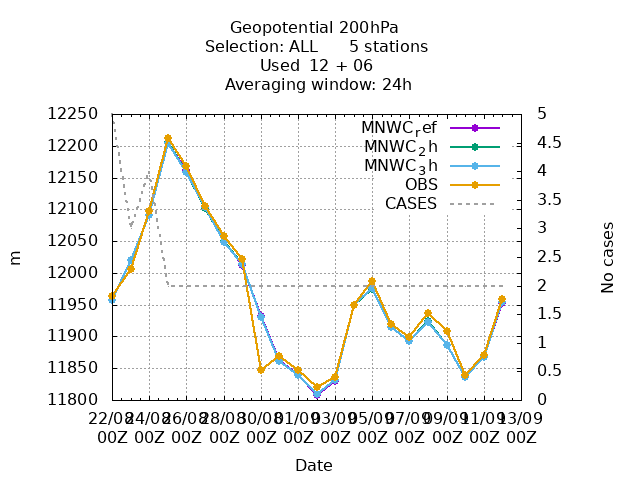 Geopotential 200hPa
Selection: ALL 5 stations
Used 12 + 06
Averaging window: 24h
12250
12200
12150
12100
12050
12000
11950
11900
11850
11800
m
5
4.5
4
3.5
3
2.5
2
1.5
1
0.5
0
No cases
MNWCref
MNWC2h
MNWC3h
OBS
CASES
22/08 24/08 26/08 28/08 30/08 01/09 03/09 05/09 07/09 09/09 11/09 13/09
00Z 00Z 00Z 00Z 00Z 00Z 00Z 00Z 00Z 00Z 00Z 00Z
Date